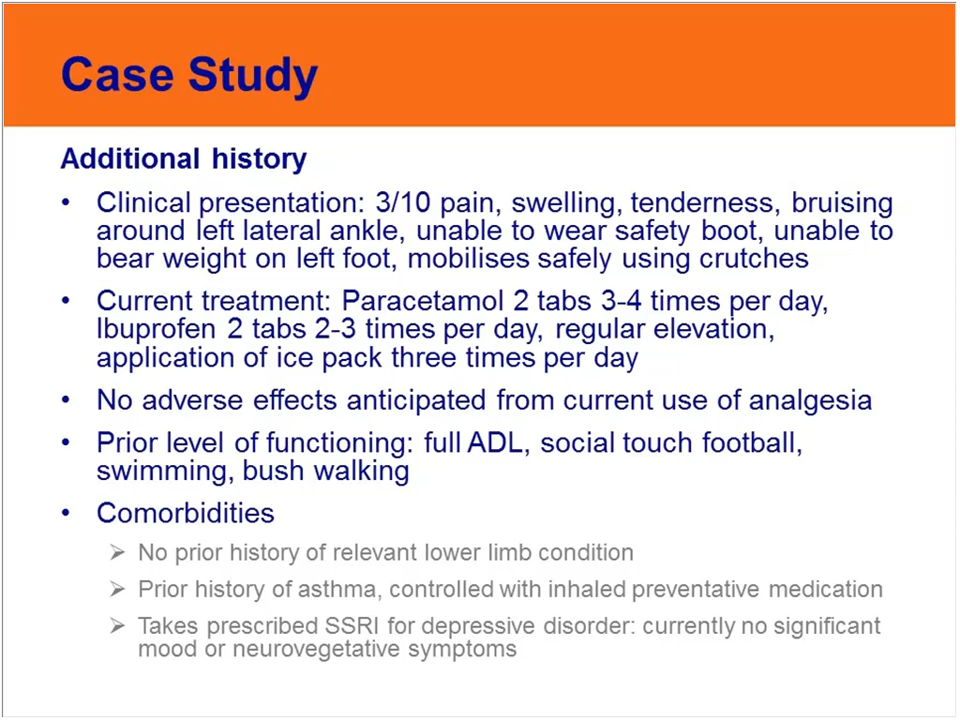 Case Study
Additional history
• Clinical presentation: 3/10 pain, swelling, tenderness, bruising
around left lateral ankle, unable to wear safety boot, unable to
bear weight on left foot, mobilises safely using crutches
• Current treatment: Paracetamol 2 tabs 3-4 times per day,
Ibuprofen 2 tabs 2-3 times per day, regular elevation,
application of ice pack three times per day
• No adverse effects anticipated from current use of analgesia
• Prior level of functioning: full ADL, social touch football,
swimming, bush walking
• Comorbidities
➢ No prior history of relevant lower limb condition
➢ Prior history of asthma, controlled with inhaled preventative medication
➢ Takes prescribed SSRI for depressive disorder: currently no significant
mood or neurovegetative symptoms